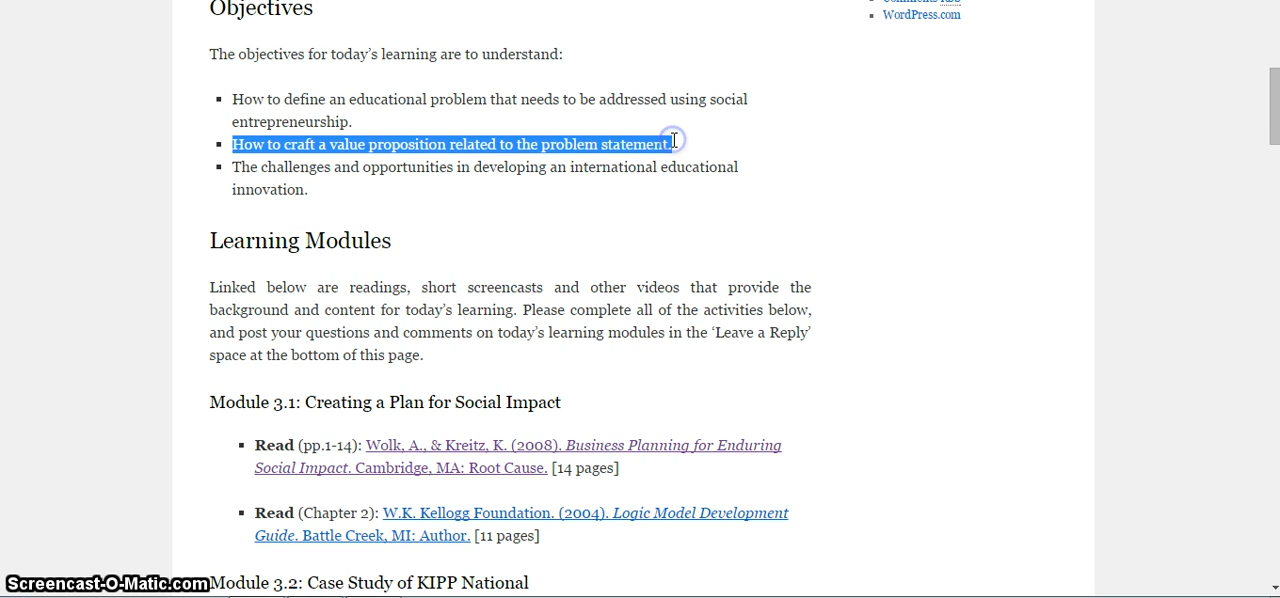 Objectives
WordPress.com
The objectives for today's learning are to understand:
How to define an educational problem that needs to be addressed using social
entrepreneurship.
How to craft a value proposition related to the problem statement.
The challenges and opportunities in developing an international educational
innovation.
Learning Modules
Linked below are readings, short screencasts and other videos that provide the
background and content for today's learning. Please complete all of the activities below,
and post your questions and comments on today's learning modules in the 'Leave a Reply'
space at the bottom of this page.
Module 3.1: Creating a Plan for Social Impact
Read (pp.1-14): Wolk, A., & Kreitz, K. (2008). Business Planning for Enduring
Social Impact. Cambridge, MA: Root Cause. [14 pages]
Read (Chapter 2): W.K. Kellogg Foundation. (2004). Logic Model Development
Guide. Battle Creek, MI: Author. [11 pages]
Module 3.2: Case Study of KIPP National
Screencast-O-Matic.com